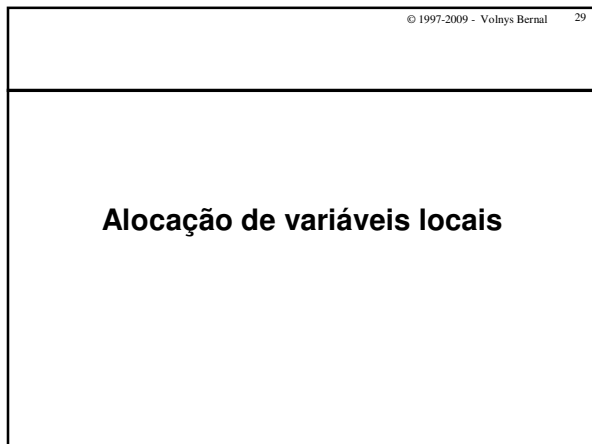 © 1997-2009 - Volnys Bernal 29
Alocação de variáveis locais